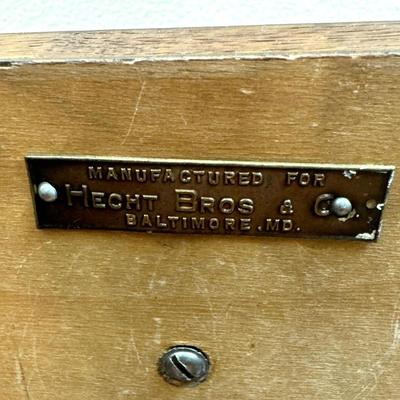 MANUFACTURED FOR
HECHT BROS & CO
BALTIMORE, MD.